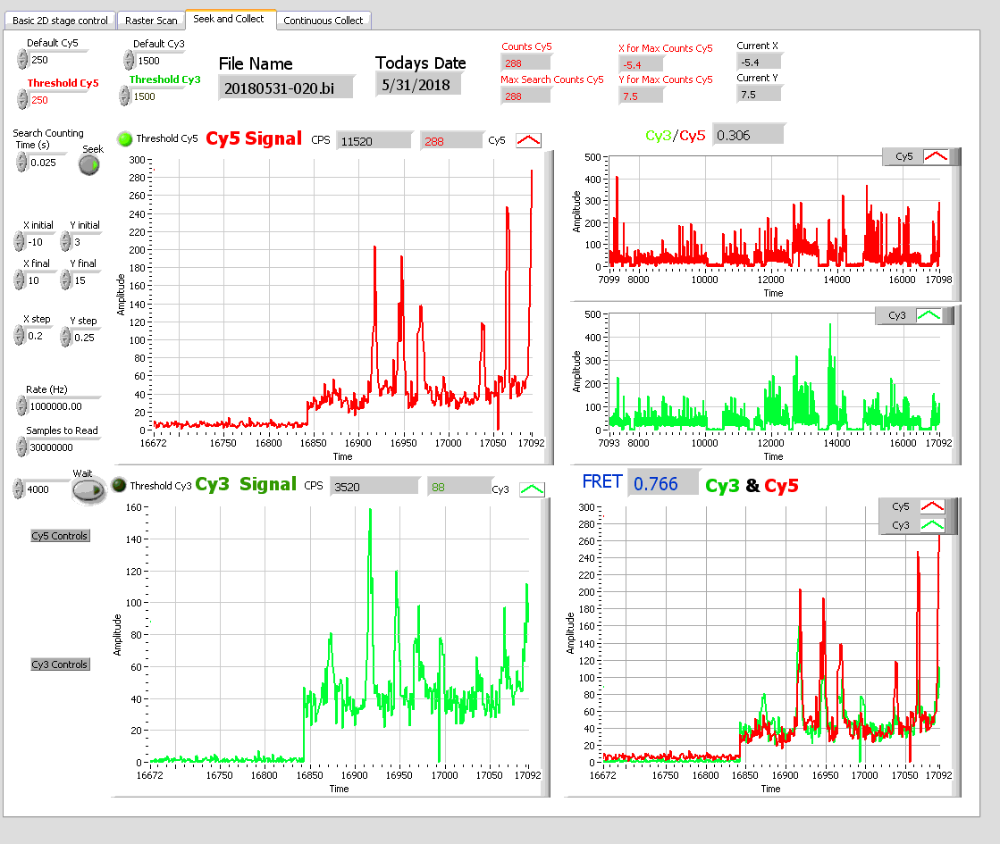 Basic 2D stage control Raster Scan Seek and Collect Continuous Collect
Default Cy5
250
Threshold Cy5
250
Default Cy3
1500
Threshold Cy3
1500
File Name
20180531-020.bi
Todays Date
5/31/2018
Counts Cy5
288
Max Search Counts Cy5
288
X for Max Counts Cy5
-5.4
Y for Max Counts Cy5
7.5
Current X
-5.4
Current Y
7.5
Search Counting
Time (s)
0.025
Seek
X initial
-10
Y initial
3
X final
10
Y final
15
X step
0.2
Y step
0.25
Rate (Hz)
1000000.00
Samples to Read
30000000
Wait
4000
Cy5 Controls
Cy3 Controls
Threshold Cy5 Cy5 Signal CPS 11520 288 Cy5
300
280
260
240
220
200
180
160
140
120
100
80
60
40
20
0
Amplitude
16672 16750 16800 16850 16900 16950 17000 17050 17092
Time
Cy3/Cy5 0.306
Cy5
500
400
300
200
100
0
Amplitude
7099 8000 10000 12000 14000 16000 17098
Time
Cy3
500
400
300
200
100
0
Amplitude
7093 8000 10000 12000 14000 16000 17092
Time
Threshold Cy3 Cy3 Signal CPS 3520 88 Cy3
160
140
120
100
80
60
40
20
0
Amplitude
16672 16750 16800 16850 16900 16950 17000 17092
Time
FRET 0.766 Cy3 & Cy5
Cy5
Cy3
300
280
260
240
220
200
180
160
140
120
100
80
60
40
20
0
Amplitude
16672 16750 16800 16850 16900 16950 17000 17092
Time